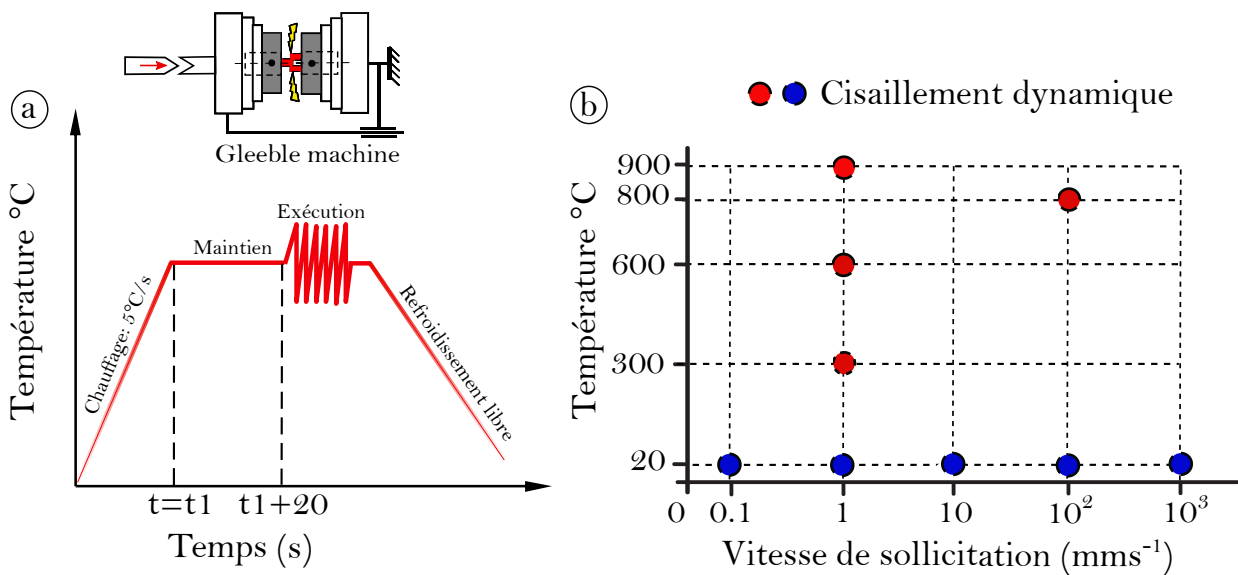 a
Gleeble machine
Température °C
Chauffage: 5°C/s
Maintien
Exécution
Refroidissement libre
t=t1
t1+20
Temps (s)
b
Cisaillement dynamique
Température °C
900
800
600
300
20
0
0.1
1
10
10²
10³
Vitesse de sollicitation (mms⁻¹)